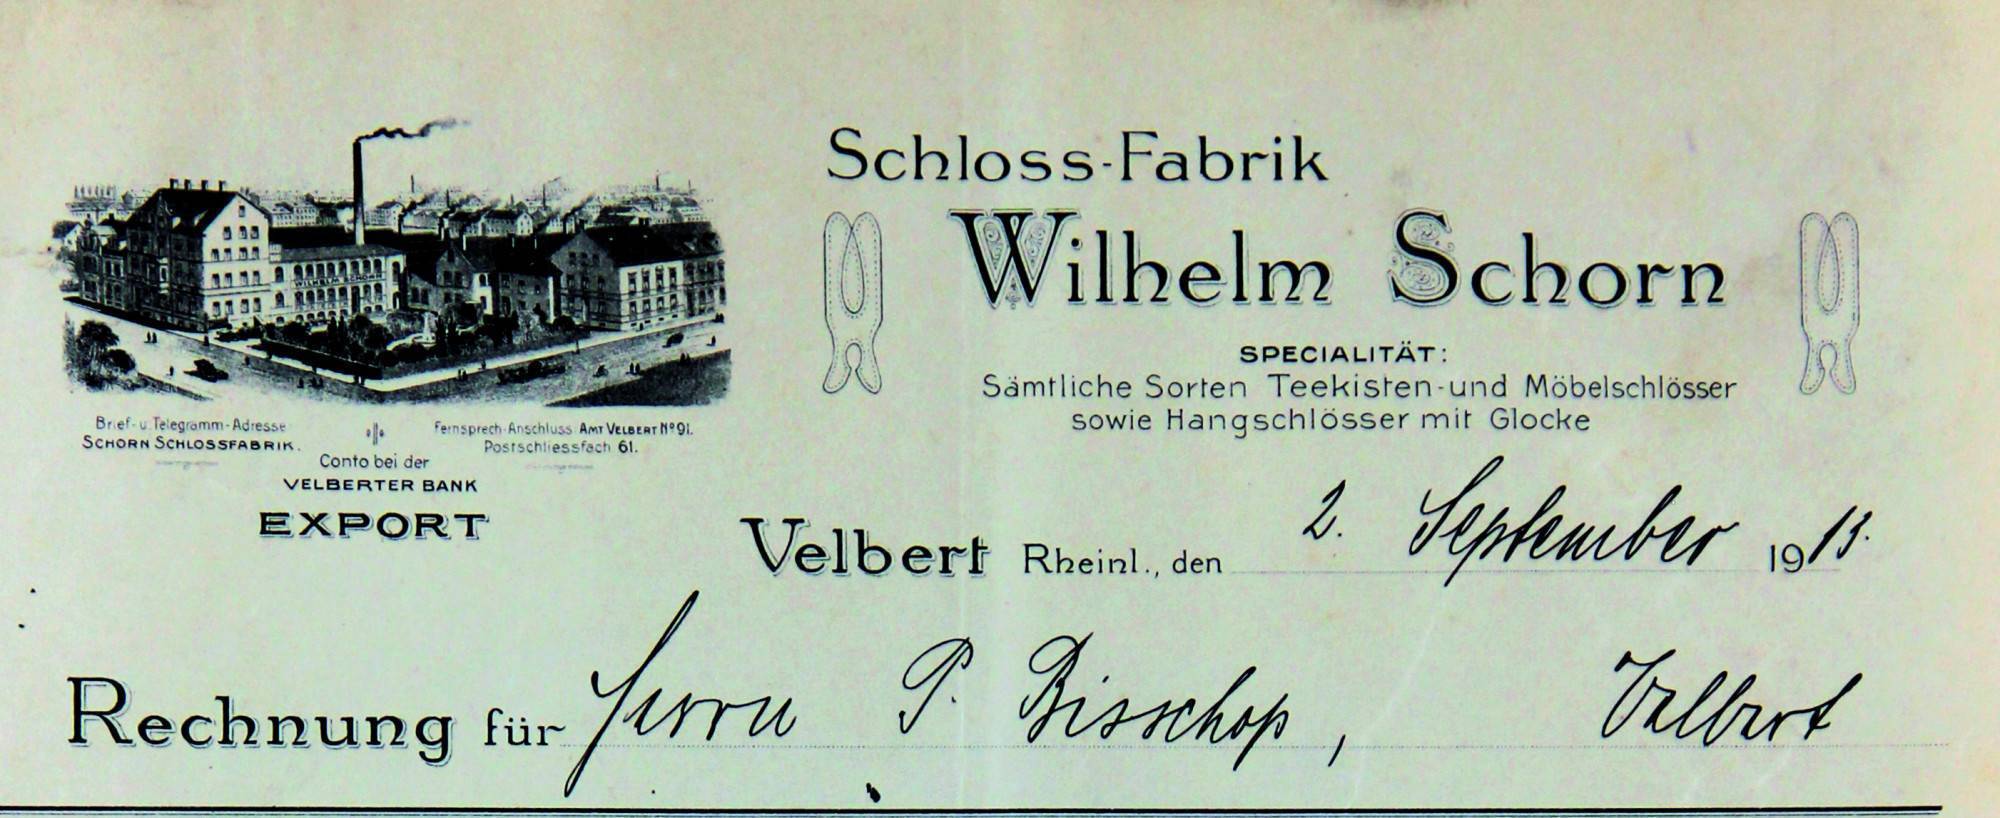 Schloss-Fabrik
Wilhelm Schorn
SPECIALITÄT:
Sämtliche Sorten Teekisten-und Möbelschlösser
sowie Hangschlösser mit Glocke
WILHELM SCHORN
Brief- u. Telegramm-Adresse
SCHORN SCHLOSSFABRIK.
Fernsprech-Anschluss AMT VELBERT No 91.
Postschliessfach 61.
Conto bei der
VELBERTER BANK
EXPORT
Velbert Rheinl., den 2. September 1913.
Rechnung für Herrn P. Bisschop, Velbert